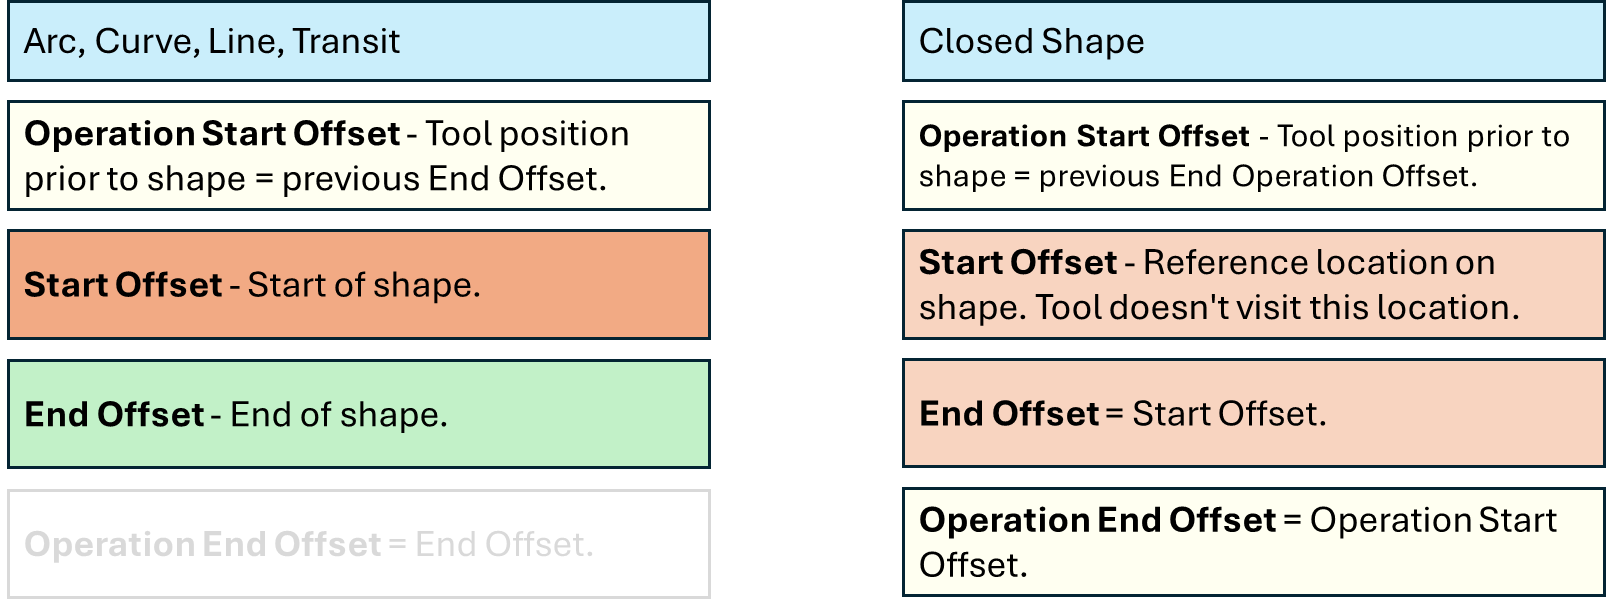 Arc, Curve, Line, Transit
Operation Start Offset - Tool position
prior to shape = previous End Offset.
Start Offset - Start of shape.
End Offset - End of shape.
Operation End Offset = End Offset.
Closed Shape
Operation Start Offset - Tool position prior to
shape = previous End Operation Offset.
Start Offset - Reference location on
shape. Tool doesn't visit this location.
End Offset = Start Offset.
Operation End Offset = Operation Start
Offset.